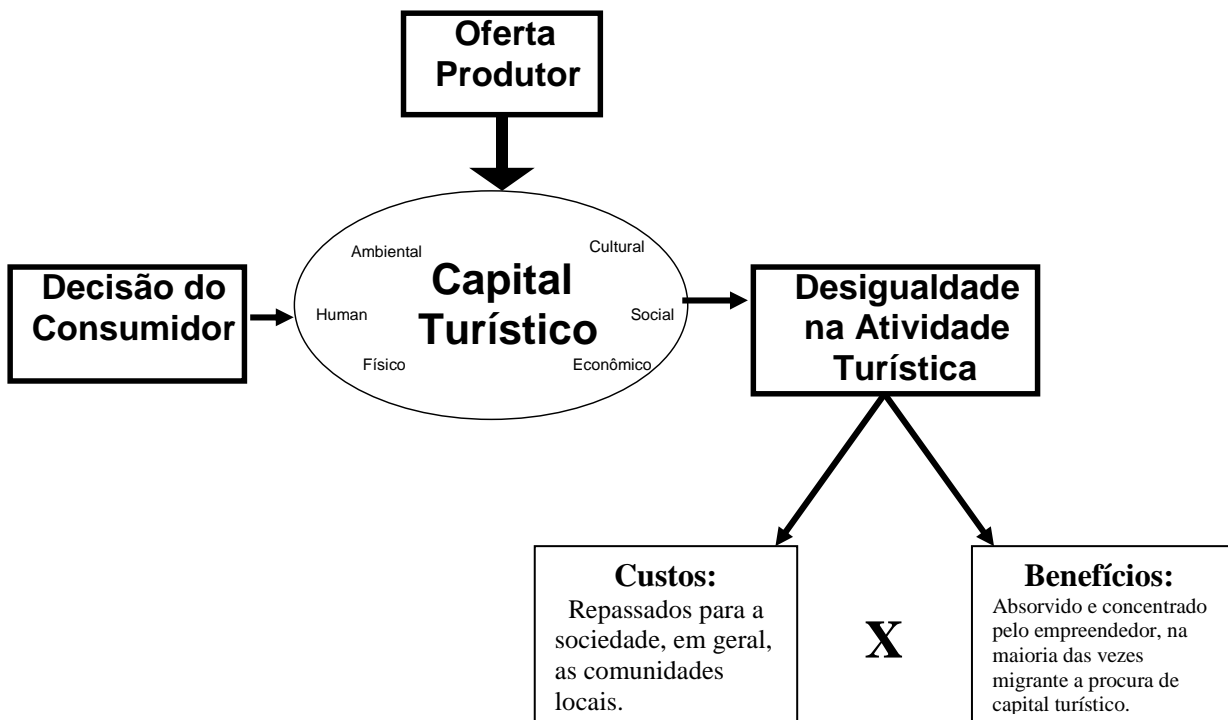 Oferta
Produtor
Decisão do
Consumidor
Ambiental
Cultural
Capital
Turístico
Human
Social
Físico
Econômico
Desigualdade
na Atividade
Turística
Custos:
Repassados para a
sociedade, em geral,
as comunidades
locais.
X
Benefícios:
Absorvido e concentrado
pelo empreendedor, na
maioria das vezes
migrante a procura de
capital turístico.